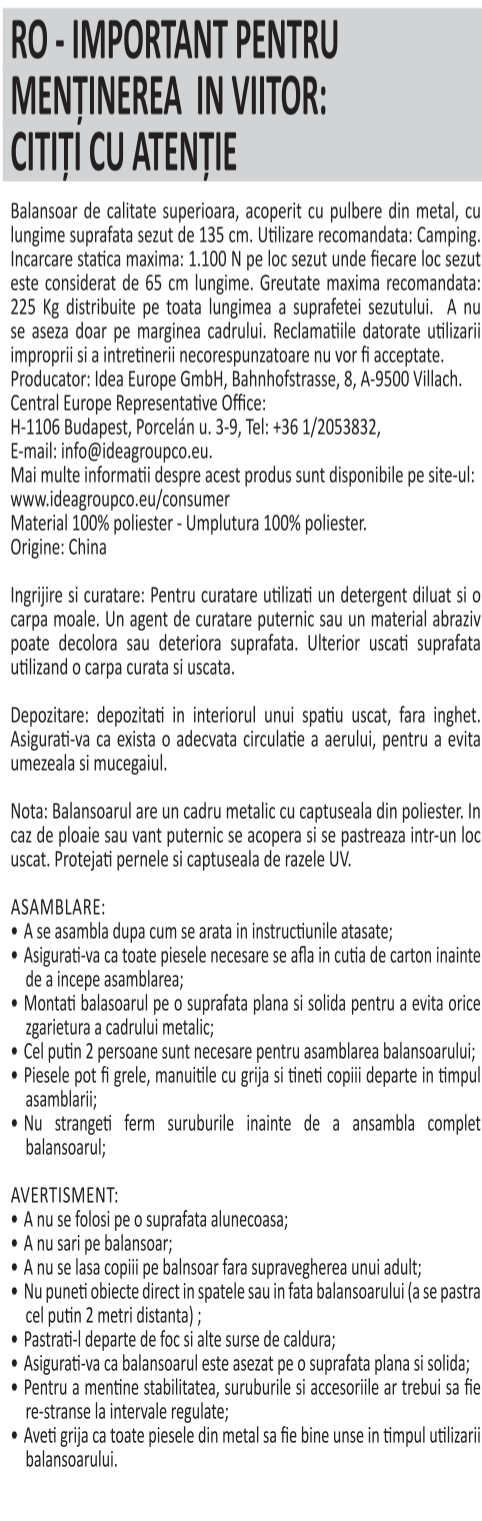 RO - IMPORTANT PENTRU
MENȚINEREA  IN VIITOR:
CITIȚI CU ATENȚIE
Balansoar de calitate superioara, acoperit cu pulbere din metal, cu
lungime suprafata sezut de 135 cm. Utilizare recomandata: Camping.
Incarcare statica maxima: 1.100 N pe loc sezut unde fiecare loc sezut
este considerat de 65 cm lungime. Greutate maxima recomandata:
225 Kg distribuite pe toata lungimea a suprafetei sezutului.  A nu
se aseza doar pe marginea cadrului. Reclamatiile datorate utilizarii
improprii si a intretinerii necorespunzatoare nu vor fi acceptate.
Producator: Idea Europe GmbH, Bahnhofstrasse, 8, A-9500 Villach.
Central Europe Representative Office:
H-1106 Budapest, Porcelán u. 3-9, Tel: +36 1/2053832,
E-mail: info@ideagroupco.eu.
Mai multe informatii despre acest produs sunt disponibile pe site-ul:
www.ideagroupco.eu/consumer
Material 100% poliester - Umplutura 100% poliester.
Origine: China
Ingrijire si curatare: Pentru curatare utilizati un detergent diluat si o
carpa moale. Un agent de curatare puternic sau un material abraziv
poate decolora sau deteriora suprafata. Ulterior uscati suprafata
utilizand o carpa curata si uscata.
Depozitare: depozitati in interiorul unui spatiu uscat, fara inghet.
Asigurati-va ca exista o adecvata circulatie a aerului, pentru a evita
umezeala si mucegaiul.
Nota: Balansoarul are un cadru metalic cu captuseala din poliester. In
caz de ploaie sau vant puternic se acopera si se pastreaza intr-un loc
uscat. Protejati pernele si captuseala de razele UV.
ASAMBLARE:
• A se asambla dupa cum se arata in instructiunile atasate;
• Asigurati-va ca toate piesele necesare se afla in cutia de carton inainte
de a incepe asamblarea;
• Montati balasoarul pe o suprafata plana si solida pentru a evita orice
zgarietura a cadrului metalic;
• Cel putin 2 persoane sunt necesare pentru asamblarea balansoarului;
• Piesele pot fi grele, manuitile cu grija si tineti copiii departe in timpul
asamblarii;
• Nu strangeti ferm suruburile inainte de a ansambla complet
balansoarul;
AVERTISMENT:
• A nu se folosi pe o suprafata alunecoasa;
• A nu sari pe balansoar;
• A nu se lasa copiii pe balnsoar fara supravegherea unui adult;
• Nu puneti obiecte direct in spatele sau in fata balansoarului (a se pastra
cel putin 2 metri distanta) ;
• Pastrati-l departe de foc si alte surse de caldura;
• Asigurati-va ca balansoarul este asezat pe o suprafata plana si solida;
• Pentru a mentine stabilitatea, suruburile si accesoriile ar trebui sa fie
re-stranse la intervale regulate;
• Aveti grija ca toate piesele din metal sa fie bine unse in timpul utilizarii
balansoarului.